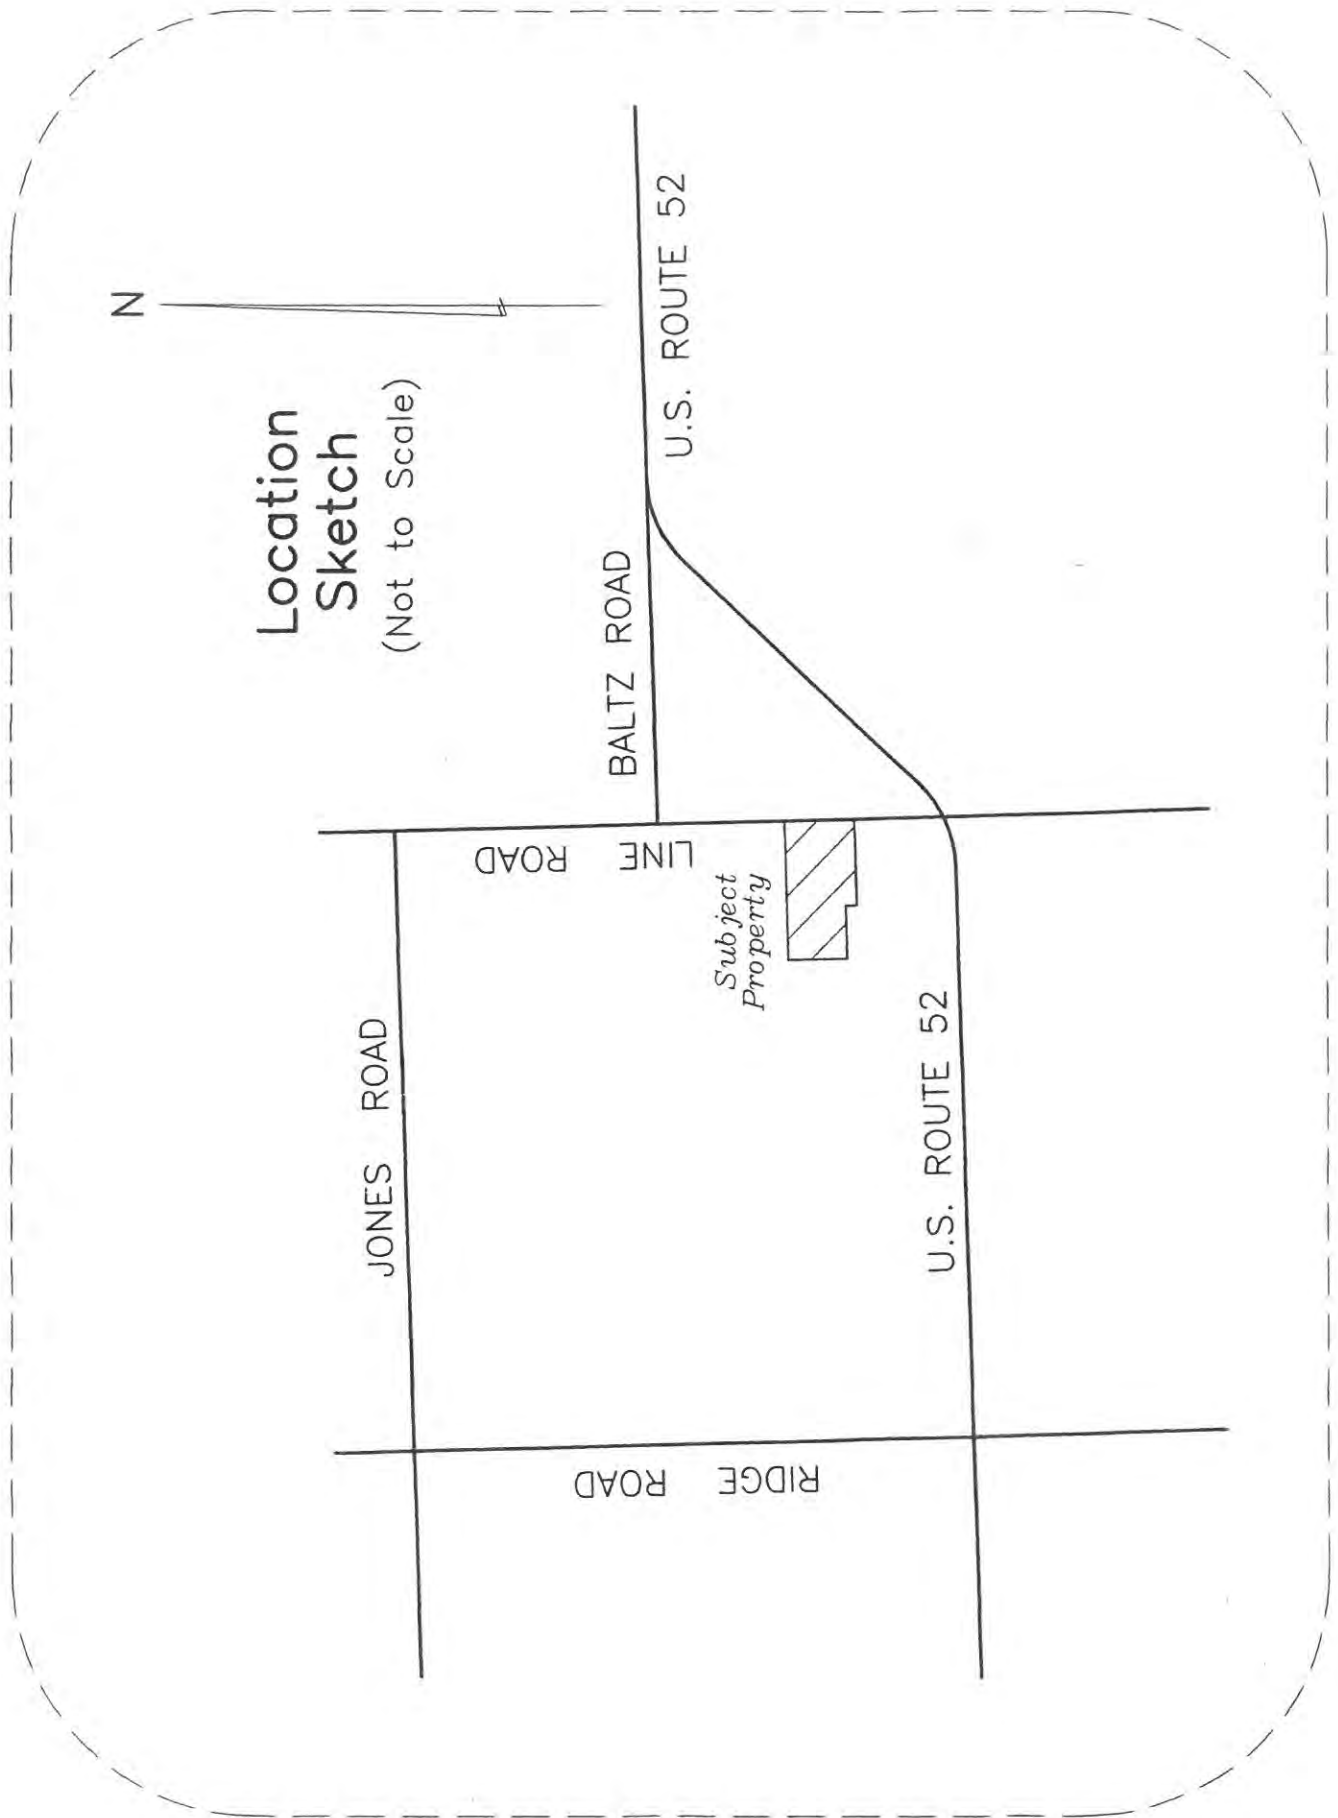 N
Location
Sketch
(Not to Scale)
U.S. ROUTE 52
BALTZ ROAD
JONES ROAD
LINE ROAD
Subject
Property
U.S. ROUTE 52
RIDGE ROAD